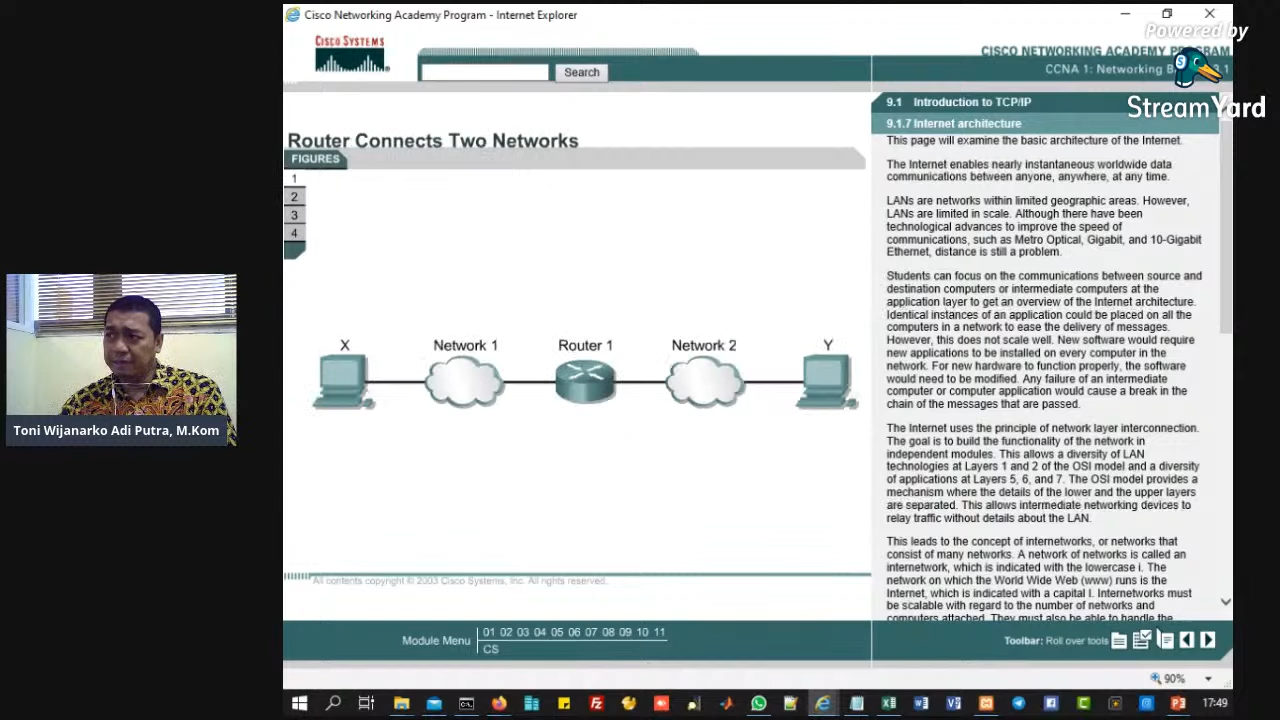 Cisco Networking Academy Program - Internet Explorer
Powered by
StreamYard
CISCO SYSTEMS
Search
CISCO NETWORKING ACADEMY PROGRAM
CCNA 1: Networking B
.1
Router Connects Two Networks
FIGURES
1
2
3
4
X
Network 1
Router 1
Network 2
Y
Toni Wijanarko Adi Putra, M.Kom
9.1 Introduction to TCP/IP
9.1.7 Internet architecture
This page will examine the basic architecture of the Internet.
The Internet enables nearly instantaneous worldwide data
communications between anyone, anywhere, at any time.
LANs are networks within limited geographic areas. However,
LANs are limited in scale. Although there have been
technological advances to improve the speed of
communications, such as Metro Optical, Gigabit, and 10-Gigabit
Ethernet, distance is still a problem.
Students can focus on the communications between source and
destination computers or intermediate computers at the
application layer to get an overview of the Internet architecture.
Identical instances of an application could be placed on all the
computers in a network to ease the delivery of messages.
However, this does not scale well. New software would require
new applications to be installed on every computer in the
network. For new hardware to function properly, the software
would need to be modified. Any failure of an intermediate
computer or computer application would cause a break in the
chain of the messages that are passed.
The Internet uses the principle of network layer interconnection.
The goal is to build the functionality of the network in
independent modules. This allows a diversity of LAN
technologies at Layers 1 and 2 of the OSI model and a diversity
of applications at Layers 5, 6, and 7. The OSI model provides a
mechanism where the details of the lower and the upper layers
are separated. This allows intermediate networking devices to
relay traffic without details about the LAN.
This leads to the concept of internetworks, or networks that
consist of many networks. A network of networks is called an
internetwork, which is indicated with the lowercase i. The
network on which the World Wide Web (www) runs is the
Internet, which is indicated with a capital I. Internetworks must
be scalable with regard to the number of networks and
computers attached. They must also be able to handle the
All contents copyright © 2003 Cisco Systems, Inc. All rights reserved.
Module Menu
01 02 03 04 05 06 07 08 09 10 11
CS
Toolbar: Roll over tools
90%
17:49